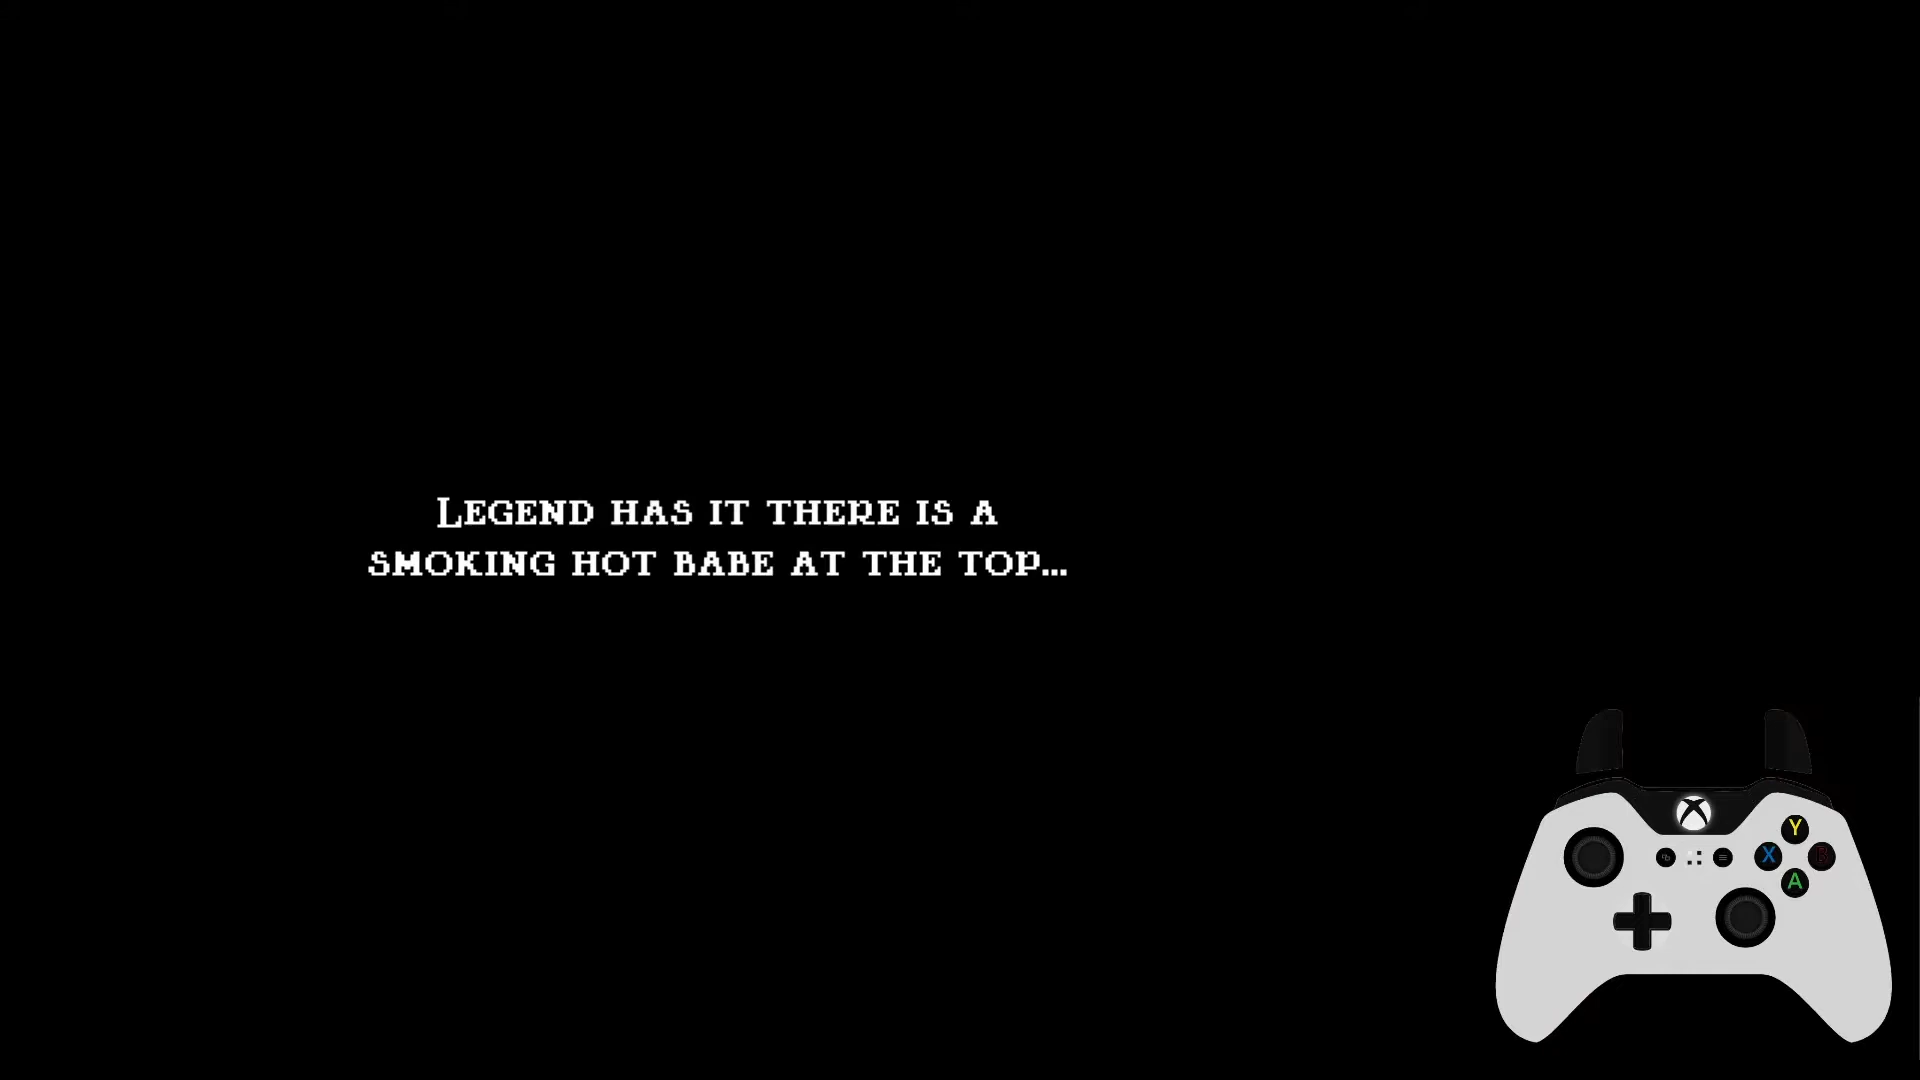 Legend has it there is a
smoking hot babe at the top...
Y
X
B
A